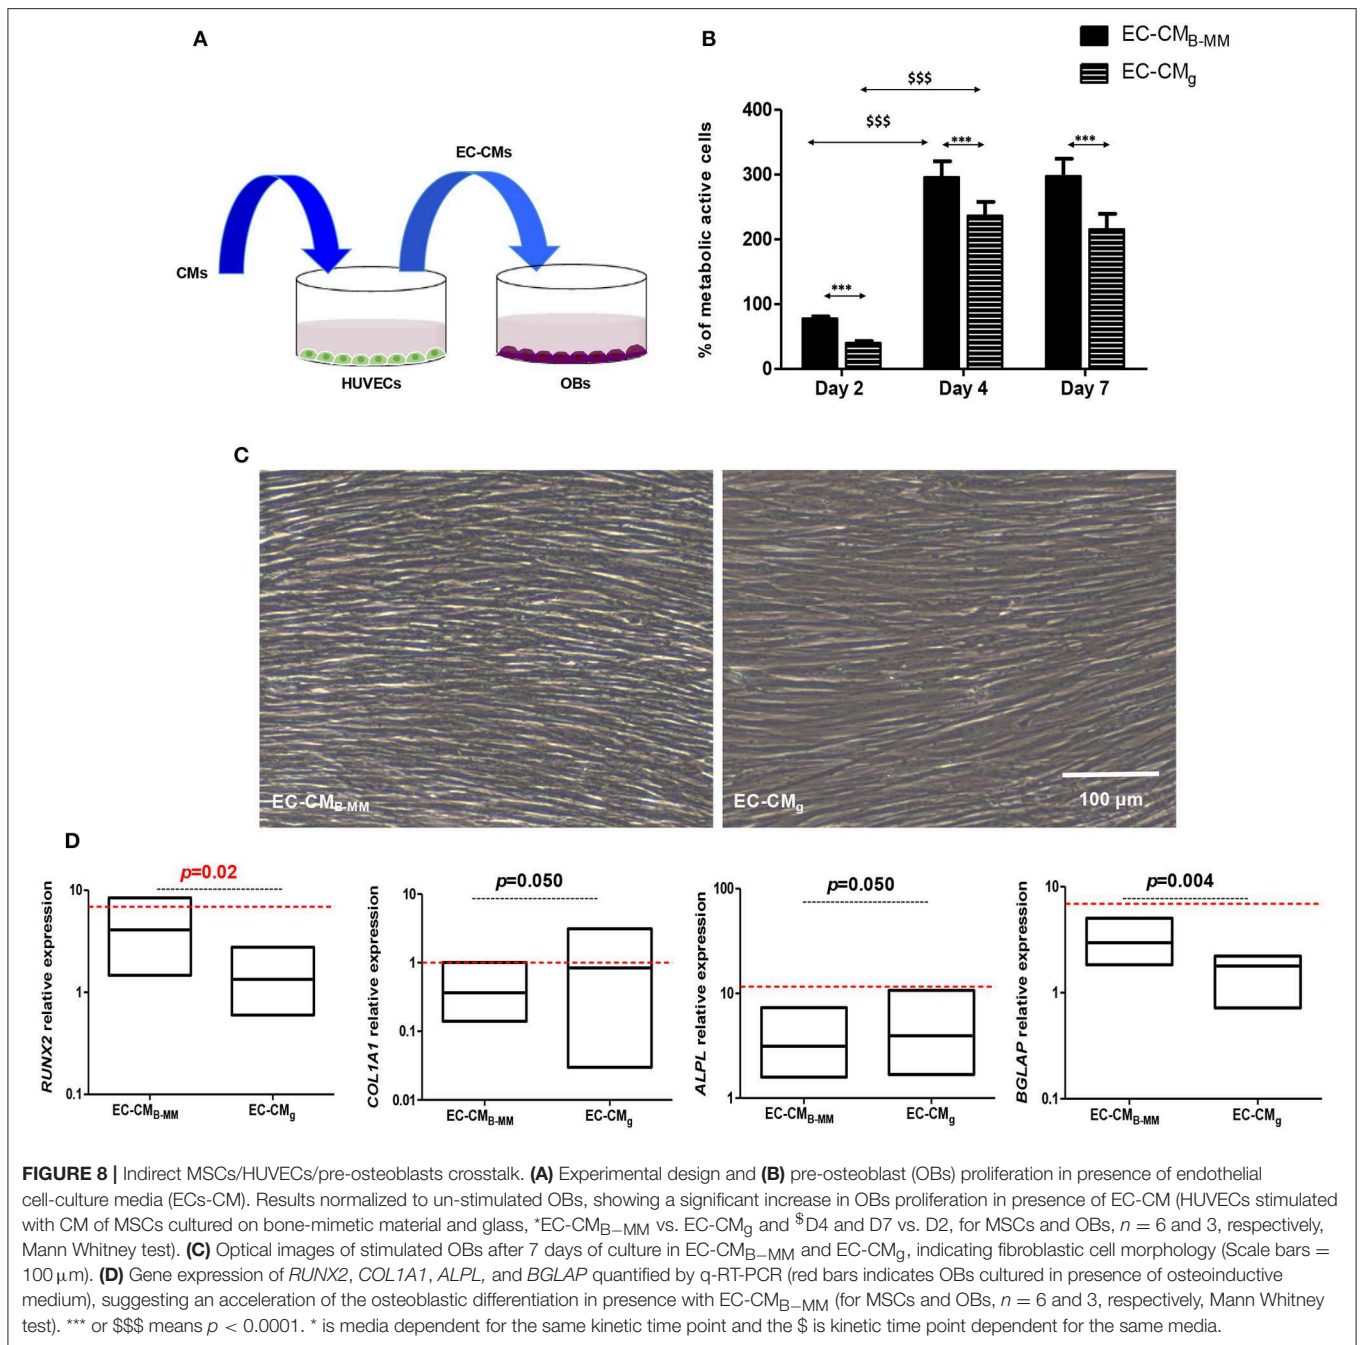 A
CMs
EC-CMs
HUVECs
OBs
B
EC-CMB-MM
EC-CMg
% of metabolic active cells
400
300
200
100
0
$$$
$$$
***
***
***
Day 2
Day 4
Day 7
C
EC-CMB-MM
EC-CMg
100 µm
D
RUNX2 relative expression
10
1
0.1
p=0.02
EC-CMB-MM
EC-CMg
COL1A1 relative expression
10
1
0.1
0.01
p=0.050
EC-CMB-MM
EC-CMg
ALPL relative expression
100
10
1
p=0.050
EC-CMB-MM
EC-CMg
BGLAP relative expression
10
1
0.1
p=0.004
EC-CMB-MM
EC-CMg
FIGURE 8 | Indirect MSCs/HUVECs/pre-osteoblasts crosstalk. (A) Experimental design and (B) pre-osteoblast (OBs) proliferation in presence of endothelial
cell-culture media (ECs-CM). Results normalized to un-stimulated OBs, showing a significant increase in OBs proliferation in presence of EC-CM (HUVECs stimulated
with CM of MSCs cultured on bone-mimetic material and glass, *EC-CMB−MM vs. EC-CMg and $D4 and D7 vs. D2, for MSCs and OBs, n = 6 and 3, respectively,
Mann Whitney test). (C) Optical images of stimulated OBs after 7 days of culture in EC-CMB−MM and EC-CMg, indicating fibroblastic cell morphology (Scale bars =
100 µm). (D) Gene expression of RUNX2, COL1A1, ALPL, and BGLAP quantified by q-RT-PCR (red bars indicates OBs cultured in presence of osteoinductive
medium), suggesting an acceleration of the osteoblastic differentiation in presence with EC-CMB−MM (for MSCs and OBs, n = 6 and 3, respectively, Mann Whitney
test). *** or $$$ means p < 0.0001. * is media dependent for the same kinetic time point and the $ is kinetic time point dependent for the same media.